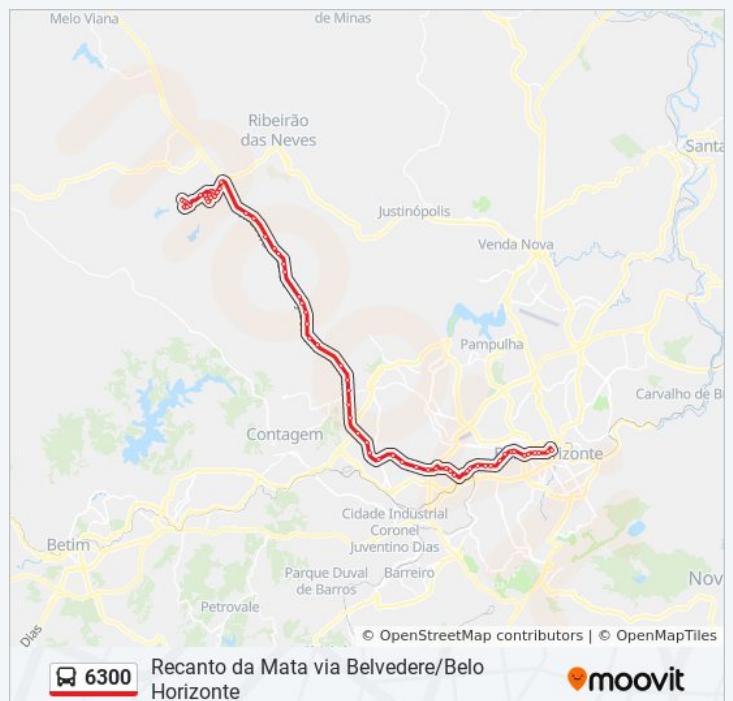 Melo Viana
de Minas
Ribeirão
das Neves
Santa
Justinópolis
Venda Nova
Pampulha
Carvalho de B
Contagem
B
rizonte
Cidade Industrial
Coronel
Juventino Dias
Betim
Parque Duval
de Barros
Barreiro
Nov
Petrovale
Dias
© OpenStreetMap contributors | © OpenMapTiles
6300
Recanto da Mata via Belvedere/Belo
Horizonte
moovit